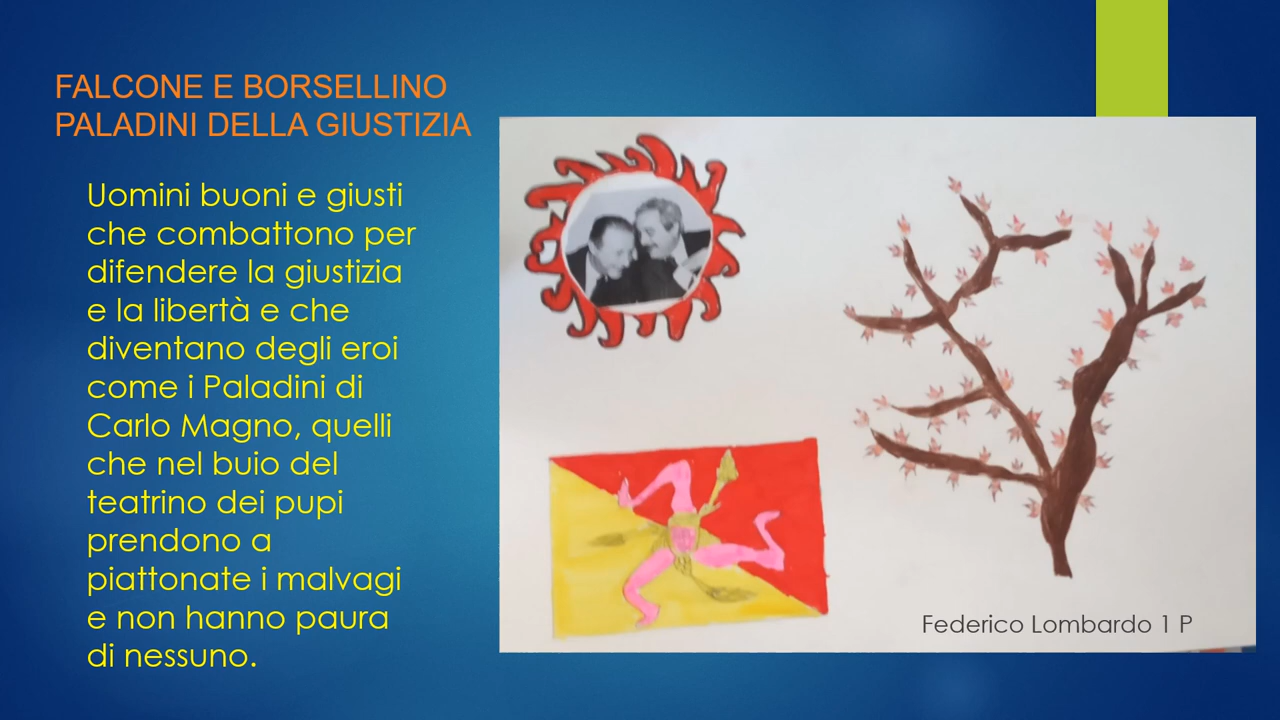 FALCONE E BORSELLINO
PALADINI DELLA GIUSTIZIA
Uomini buoni e giusti
che combattono per
difendere la giustizia
e la libertà e che
diventano degli eroi
come i Paladini di
Carlo Magno, quelli
che nel buio del
teatrino dei pupi
prendono a
piattonate i malvagi
e non hanno paura
di nessuno.
Federico Lombardo 1 P